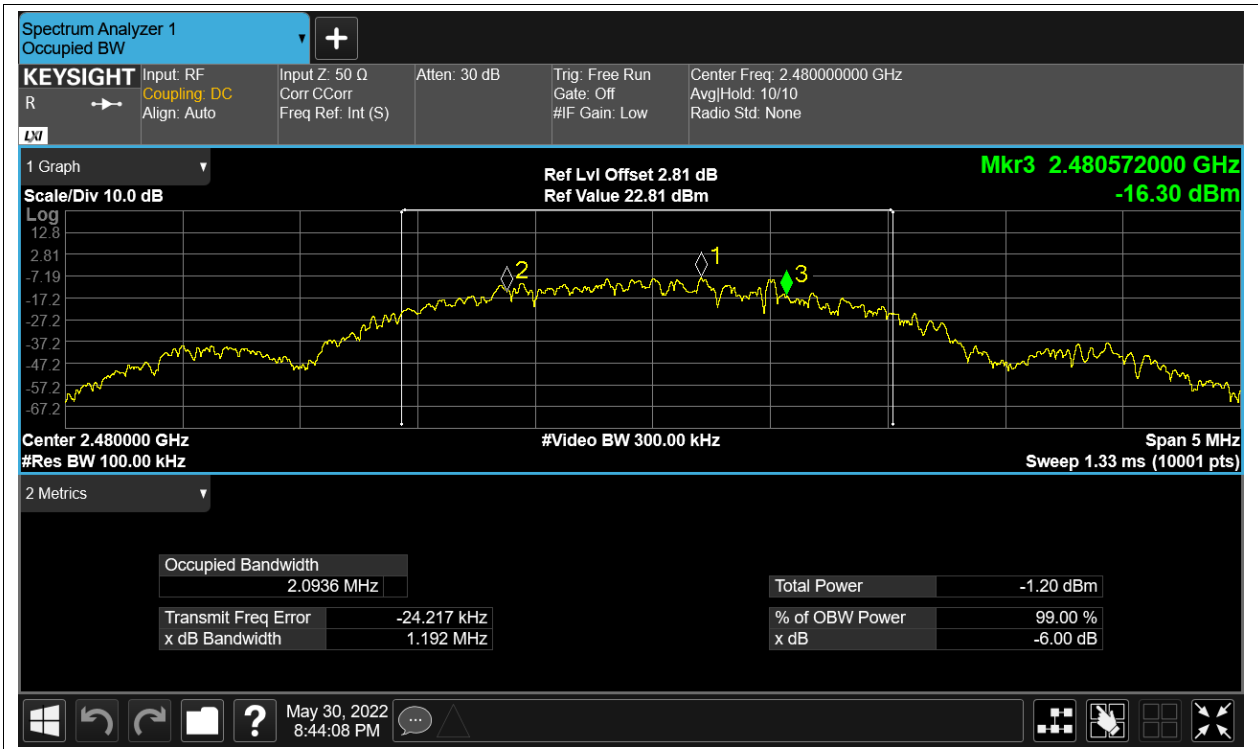 Spectrum Analyzer 1
Occupied BW
KEYSIGHT
R
LXI
Input: RF
Coupling: DC
Align: Auto
Input Z: 50 Ω
Corr CCorr
Freq Ref: Int (S)
Atten: 30 dB
Trig: Free Run
Gate: Off
#IF Gain: Low
Center Freq: 2.480000000 GHz
Avg|Hold: 10/10
Radio Std: None
1 Graph
Scale/Div 10.0 dB
Ref Lvl Offset 2.81 dB
Ref Value 22.81 dBm
Mkr3 2.480572000 GHz
-16.30 dBm
Log
12.8
2.81
-7.19
-17.2
-27.2
-37.2
-47.2
-57.2
-67.2
2
1
3
Center 2.480000 GHz
#Res BW 100.00 kHz
#Video BW 300.00 kHz
Span 5 MHz
Sweep 1.33 ms (10001 pts)
2 Metrics
Occupied Bandwidth
2.0936 MHz
Transmit Freq Error -24.217 kHz
x dB Bandwidth 1.192 MHz
Total Power -1.20 dBm
% of OBW Power 99.00 %
x dB -6.00 dB
May 30, 2022
8:44:08 PM